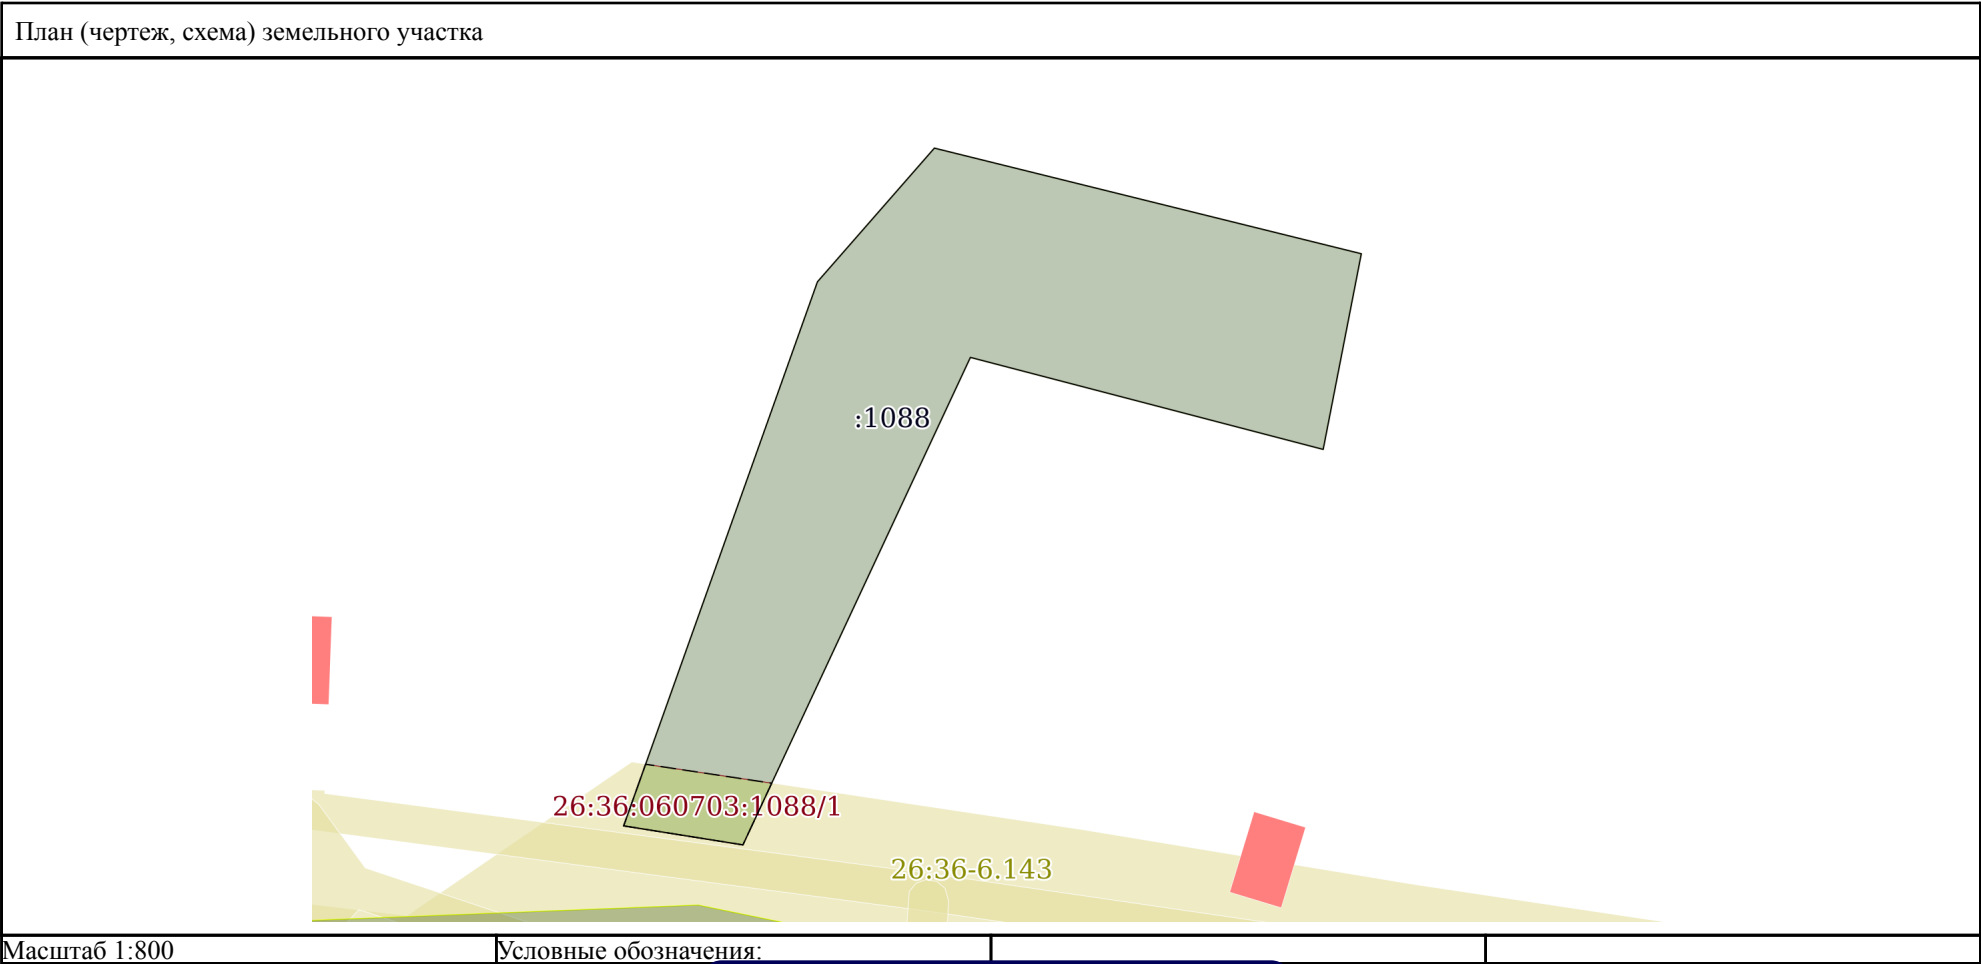 План (чертеж, схема) земельного участка
:1088
26:36:060703:1088/1
26:36-6.143
Масштаб 1:800
Условные обозначения: